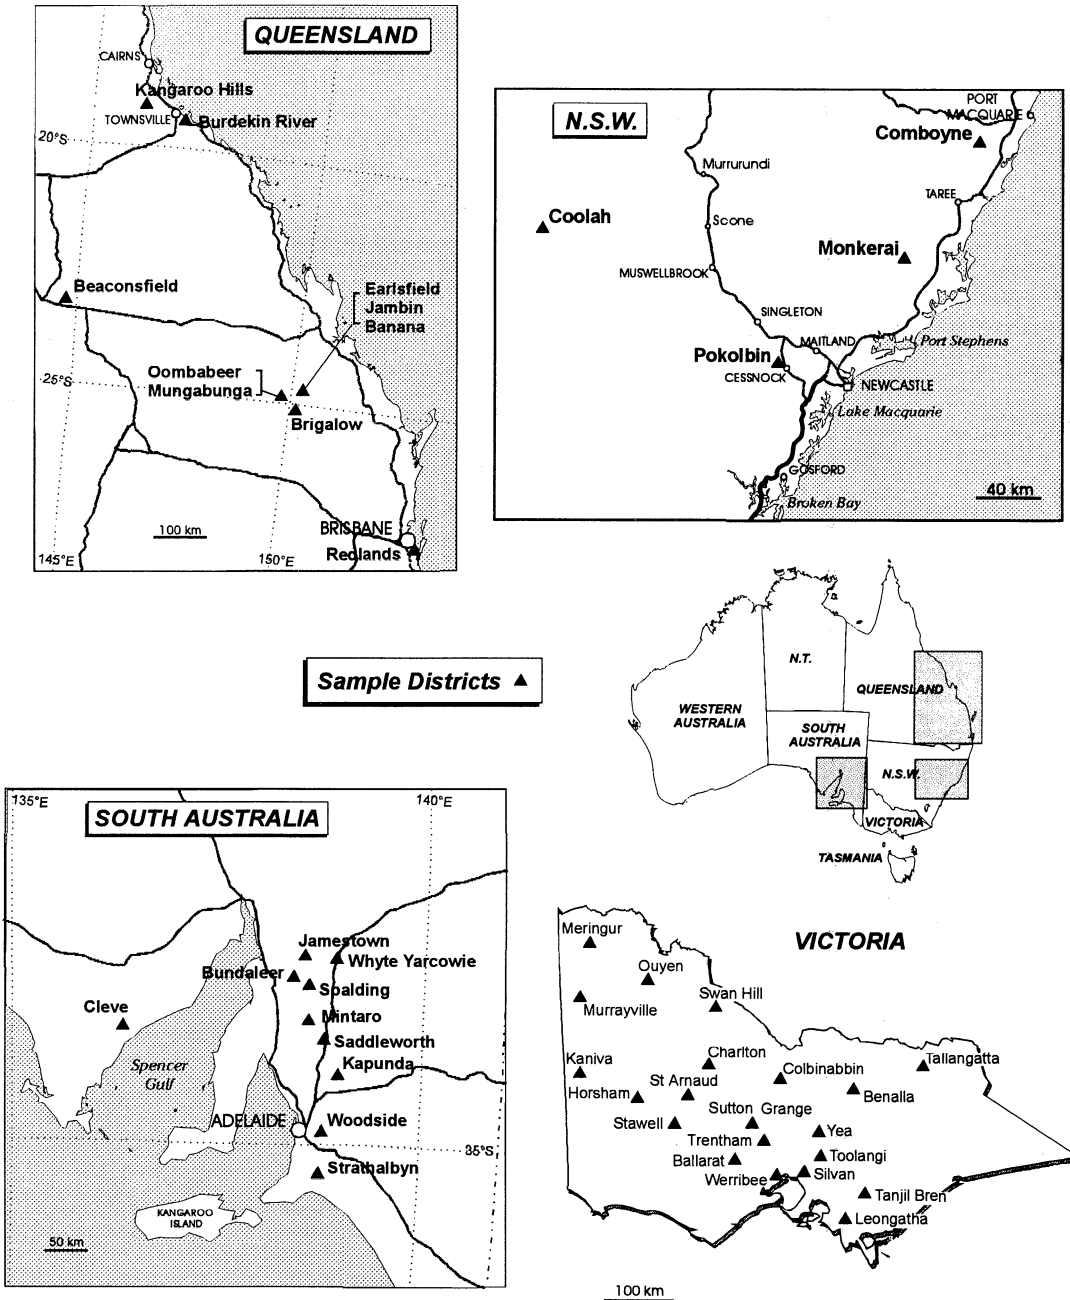 QUEENSLAND
CAIRNS
Kangaroo Hills
TOWNSVILLE
Burdekin River
20°S
Beaconsfield
Earlsfield
Jambin
Banana
25°S
Oombabeer
Mungabunga
Brigalow
100 km
BRISBANE
Redlands
145°E
150°E
N.S.W.
PORT
MACQUARIE
Comboyne
Murrurundi
TAREE
Coolah
Scone
Monkerai
MUSWELLBROOK
SINGLETON
MAITLAND
Port Stephens
Pokolbin
CESSNOCK
NEWCASTLE
Lake Macquarie
GOSFORD
40 km
Broken Bay
Sample Districts
N.T.
QUEENSLAND
WESTERN
AUSTRALIA
SOUTH
AUSTRALIA
N.S.W.
VICTORIA
TASMANIA
135°E
140°E
SOUTH AUSTRALIA
Jamestown
Whyte Yarcowie
Bundaleer
Spalding
Cleve
Mintaro
Saddleworth
Spencer
Gulf
Kapunda
ADELAIDE
Woodside
35°S
Strathalbyn
KANGAROO
ISLAND
50 km
VICTORIA
Meringur
Ouyen
Swan Hill
Murrayville
Charlton
Tallangatta
Kaniva
Colbinabbin
St Arnaud
Horsham
Benalla
Sutton Grange
Stawell
Yea
Trentham
Toolangi
Ballarat
Silvan
Werribee
Tanjil Bren
Leongatha
100 km